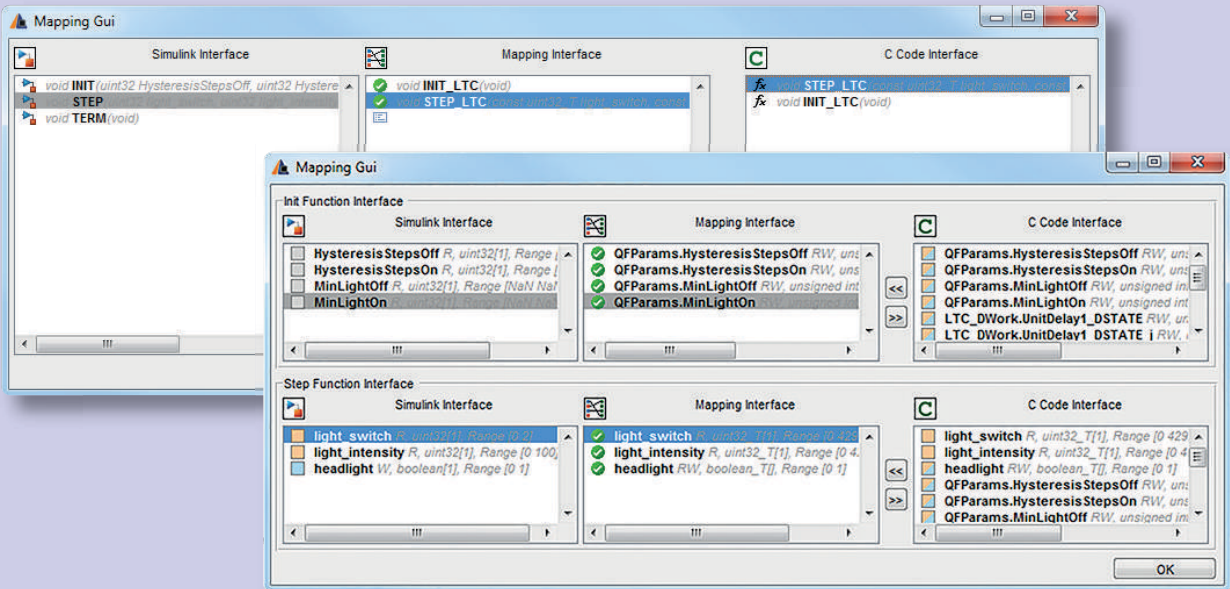 Mapping Gui
Simulink Interface
Mapping Interface
C Code Interface
void INIT(uint32 HysteresisStepsOff, uint32 Hystere
void STEP
void TERM(void)
void INIT_LTC(void)
void STEP_LTC(const uint32_T light_switch, const
fx void STEP_LTC(const uint32_T light_switch, const
fx void INIT_LTC(void)
Mapping Gui
Init Function Interface
Simulink Interface
Mapping Interface
C Code Interface
HysteresisStepsOff R, uint32[1], Range [
HysteresisStepsOn R, uint32[1], Range [
MinLightOff R, uint32[1], Range [NaN NaN
MinLightOn R, uint32[1], Range [NaN NaN
QFParams.HysteresisStepsOff RW, uns
QFParams.HysteresisStepsOn RW, uns
QFParams.MinLightOff RW, unsigned int
QFParams.MinLightOn RW, unsigned int
<<
>>
QFParams.HysteresisStepsOff RW, uns
QFParams.HysteresisStepsOn RW, uns
QFParams.MinLightOff RW, unsigned in
QFParams.MinLightOn RW, unsigned int
LTC_DWork.UnitDelay1_DSTATE RW, un
LTC_DWork.UnitDelay1_DSTATE_j RW,
Step Function Interface
Simulink Interface
Mapping Interface
C Code Interface
light_switch R, uint32[1], Range [0 2]
light_intensity R, uint32[1], Range [0 100]
headlight W, boolean[1], Range [0 1]
light_switch R, uint32_T[1], Range [0 429
light_intensity R, uint32_T[1], Range [0 4
headlight RW, boolean_T[], Range [0 1]
<<
>>
light_switch R, uint32_T[1], Range [0 429
light_intensity R, uint32_T[1], Range [0 4
headlight RW, boolean_T[], Range [0 1]
QFParams.HysteresisStepsOff RW, uns
QFParams.HysteresisStepsOn RW, uns
QFParams.MinLightOff RW, unsigned in
OK